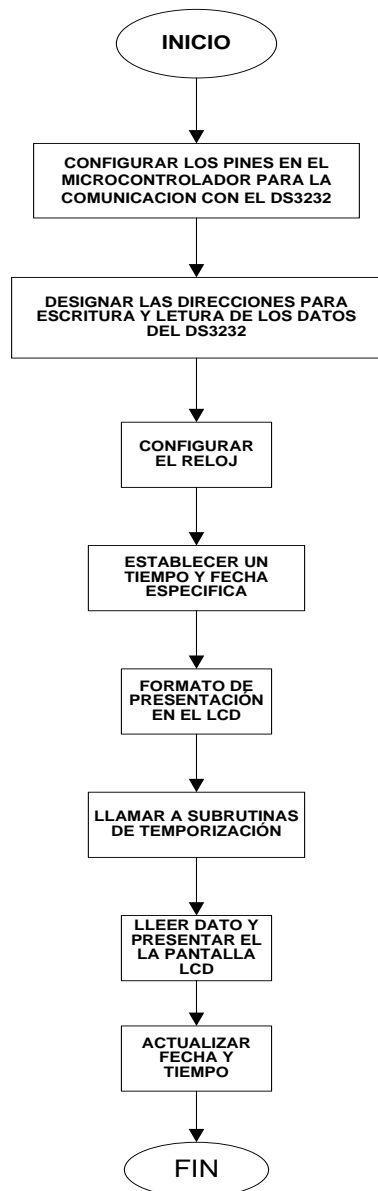 INICIO
CONFIGURAR LOS PINES EN EL
MICROCONTROLADOR PARA LA
COMUNICACION CON EL DS3232
DESIGNAR LAS DIRECCIONES PARA
ESCRITURA Y LETURA DE LOS DATOS
DEL DS3232
CONFIGURAR
EL RELOJ
ESTABLECER UN
TIEMPO Y FECHA
ESPECIFICA
FORMATO DE
PRESENTACIÓN
EN EL LCD
LLAMAR A SUBRUTINAS
DE TEMPORIZACIÓN
LLEER DATO Y
PRESENTAR EL
LA PANTALLA
LCD
ACTUALIZAR
FECHA Y
TIEMPO
FIN